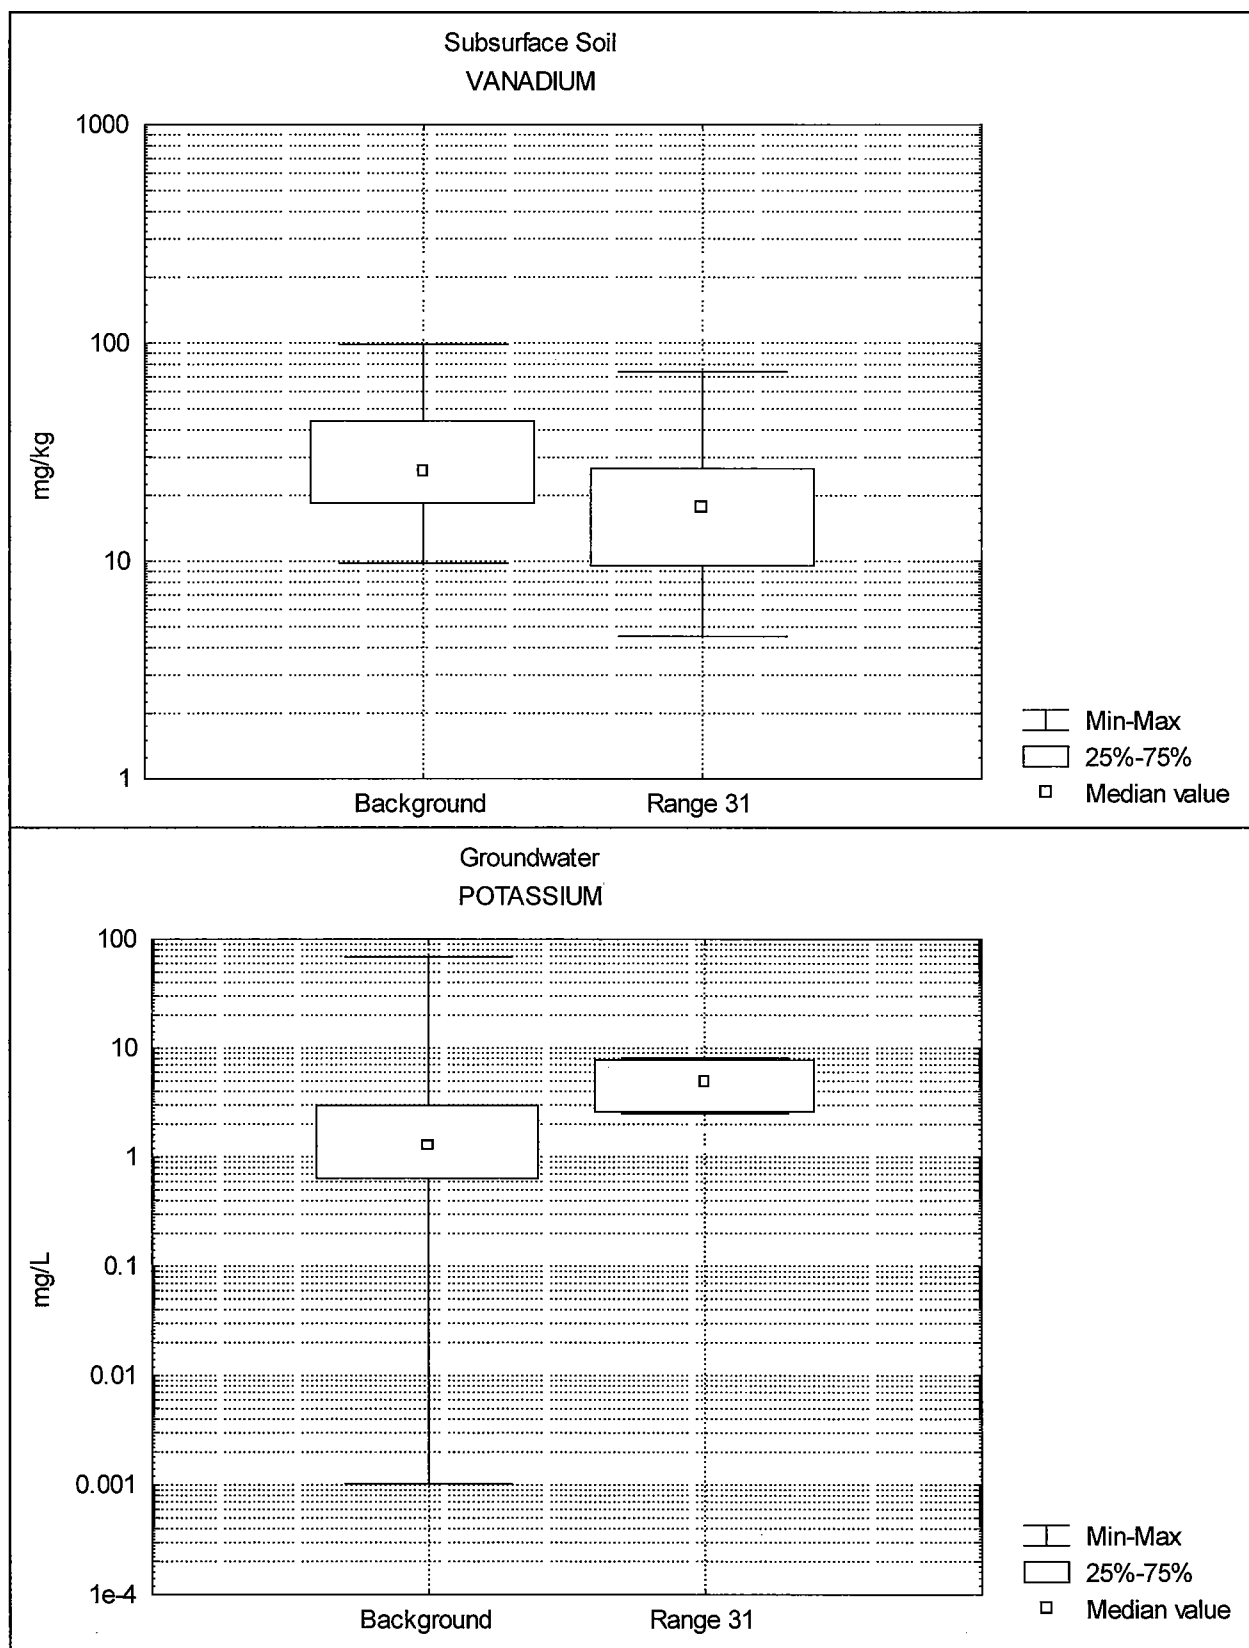 Subsurface Soil
VANADIUM
1000
100
mg/kg
10
1
Background Range 31
Min-Max
25%-75%
Median value
Groundwater
POTASSIUM
100
10
1
mg/L
0.1
0.01
0.001
1e-4
Background Range 31
Min-Max
25%-75%
Median value